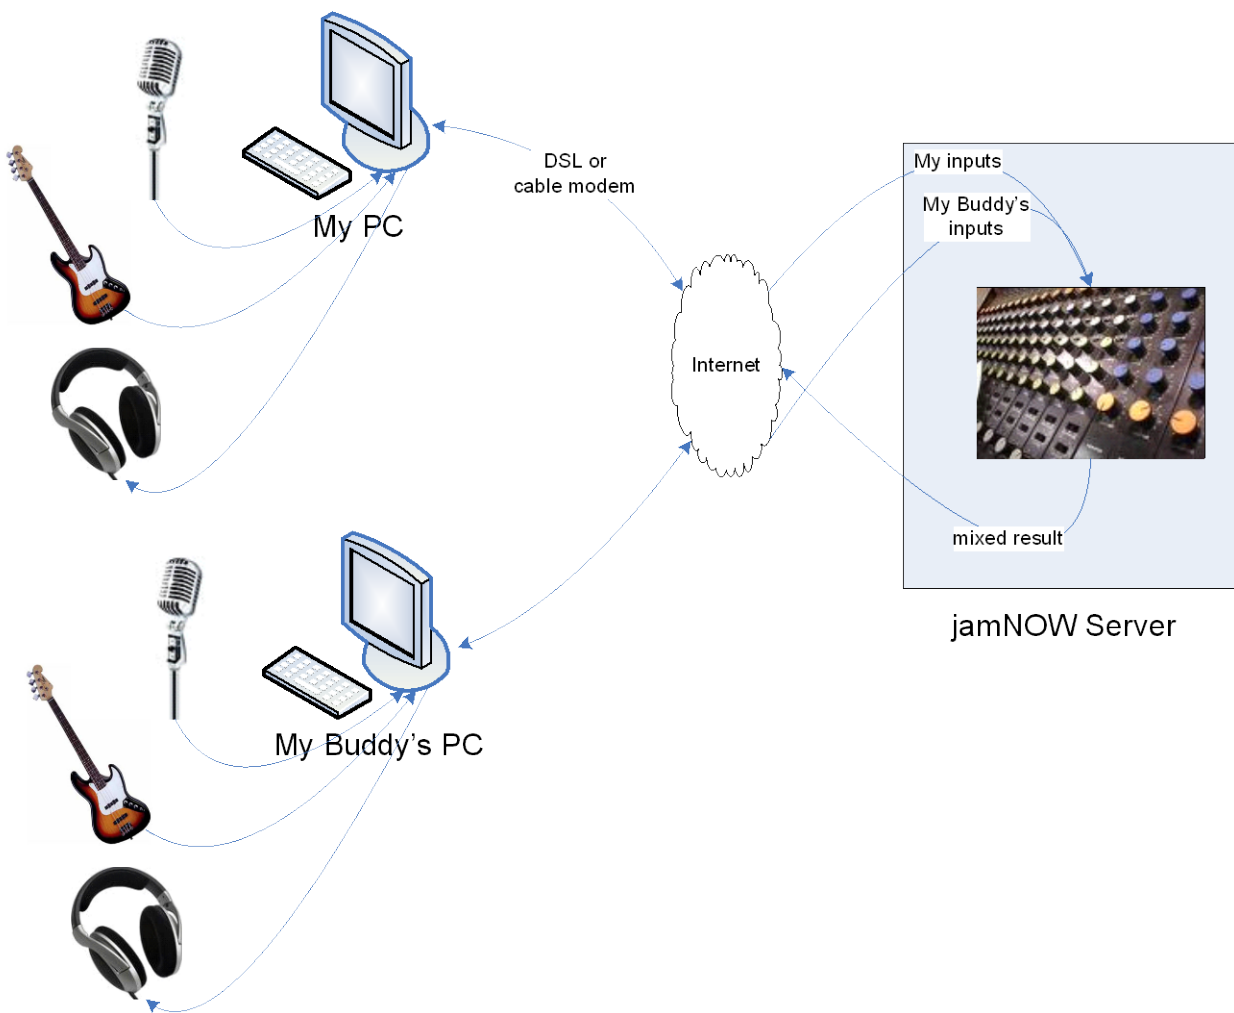 DSL or
cable modem
My PC
My inputs
My Buddy's
inputs
Internet
mixed result
jamNOW Server
My Buddy's PC